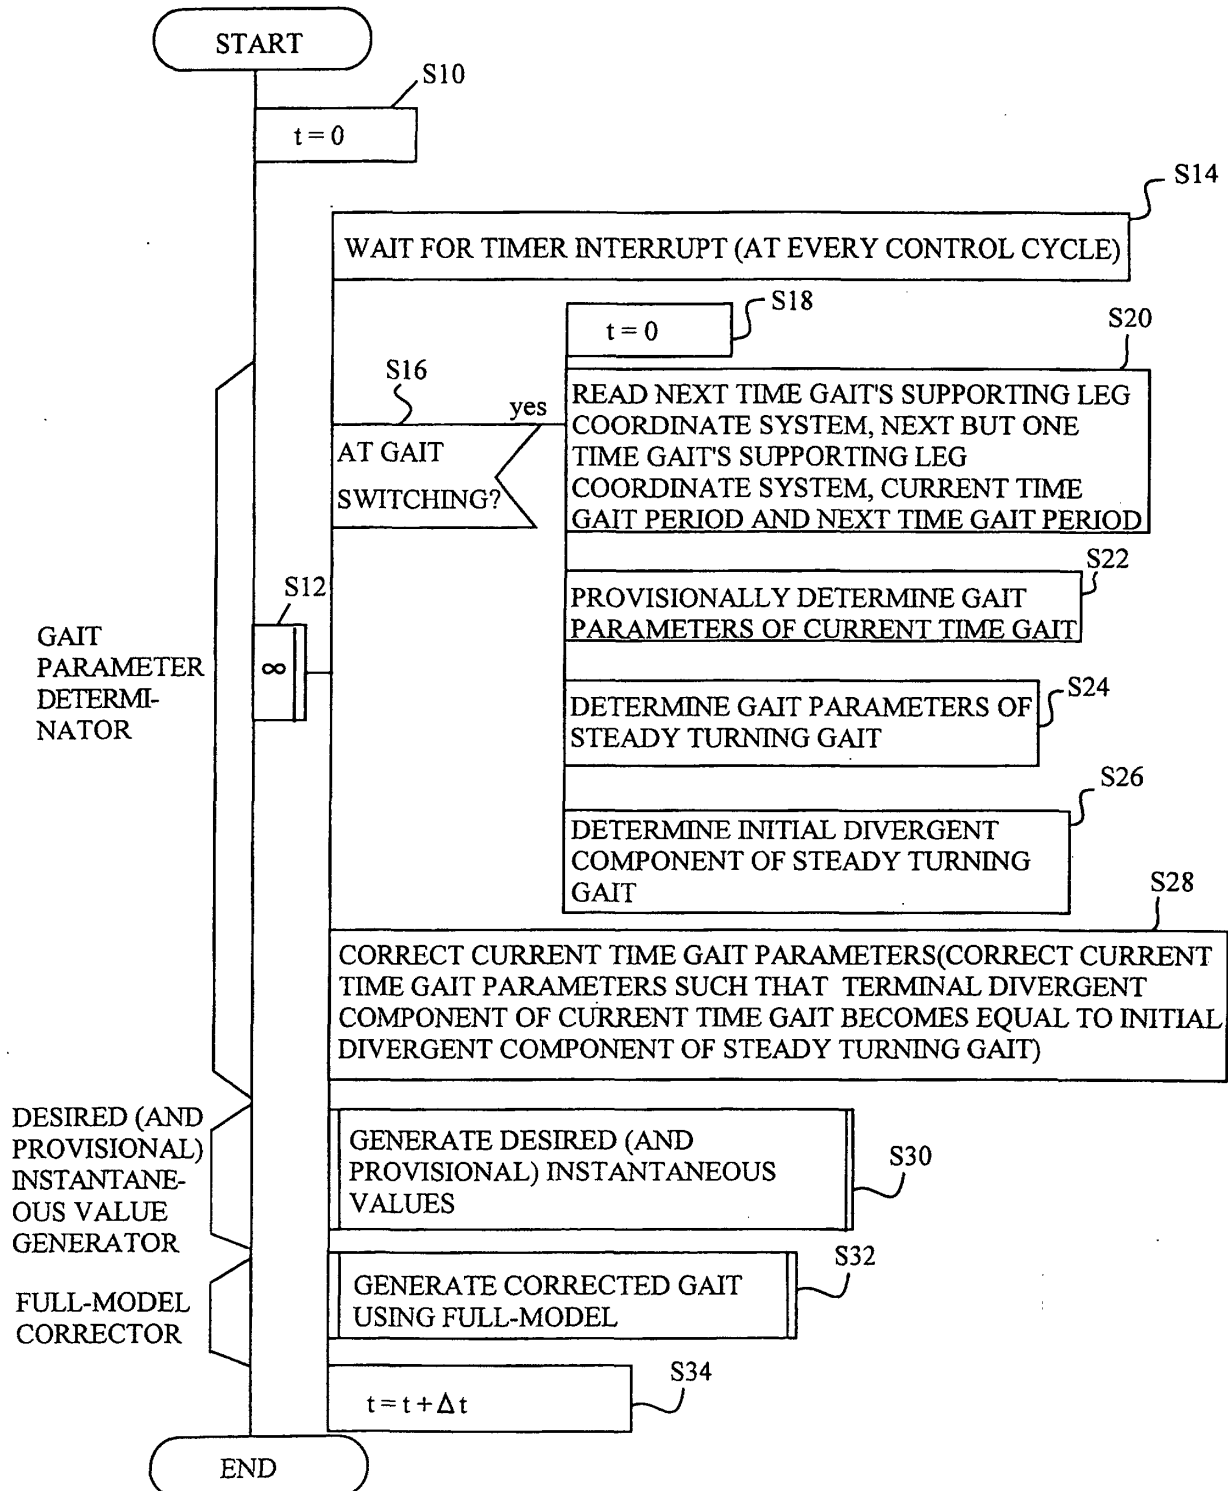 START
S10
t = 0
S14
WAIT FOR TIMER INTERRUPT (AT EVERY CONTROL CYCLE)
S18
t = 0
S20
READ NEXT TIME GAIT'S SUPPORTING LEG
COORDINATE SYSTEM, NEXT BUT ONE
TIME GAIT'S SUPPORTING LEG
COORDINATE SYSTEM, CURRENT TIME
GAIT PERIOD AND NEXT TIME GAIT PERIOD
S16
yes
AT GAIT
SWITCHING?
S22
PROVISIONALLY DETERMINE GAIT
PARAMETERS OF CURRENT TIME GAIT
S12
∞
GAIT
PARAMETER
DETERMI-
NATOR
S24
DETERMINE GAIT PARAMETERS OF
STEADY TURNING GAIT
S26
DETERMINE INITIAL DIVERGENT
COMPONENT OF STEADY TURNING
GAIT
S28
CORRECT CURRENT TIME GAIT PARAMETERS(CORRECT CURRENT
TIME GAIT PARAMETERS SUCH THAT TERMINAL DIVERGENT
COMPONENT OF CURRENT TIME GAIT BECOMES EQUAL TO INITIAL
DIVERGENT COMPONENT OF STEADY TURNING GAIT)
DESIRED (AND
PROVISIONAL)
INSTANTANE-
OUS VALUE
GENERATOR
GENERATE DESIRED (AND
PROVISIONAL) INSTANTANEOUS
VALUES
S30
S32
GENERATE CORRECTED GAIT
USING FULL-MODEL
FULL-MODEL
CORRECTOR
S34
t = t + Δ t
END